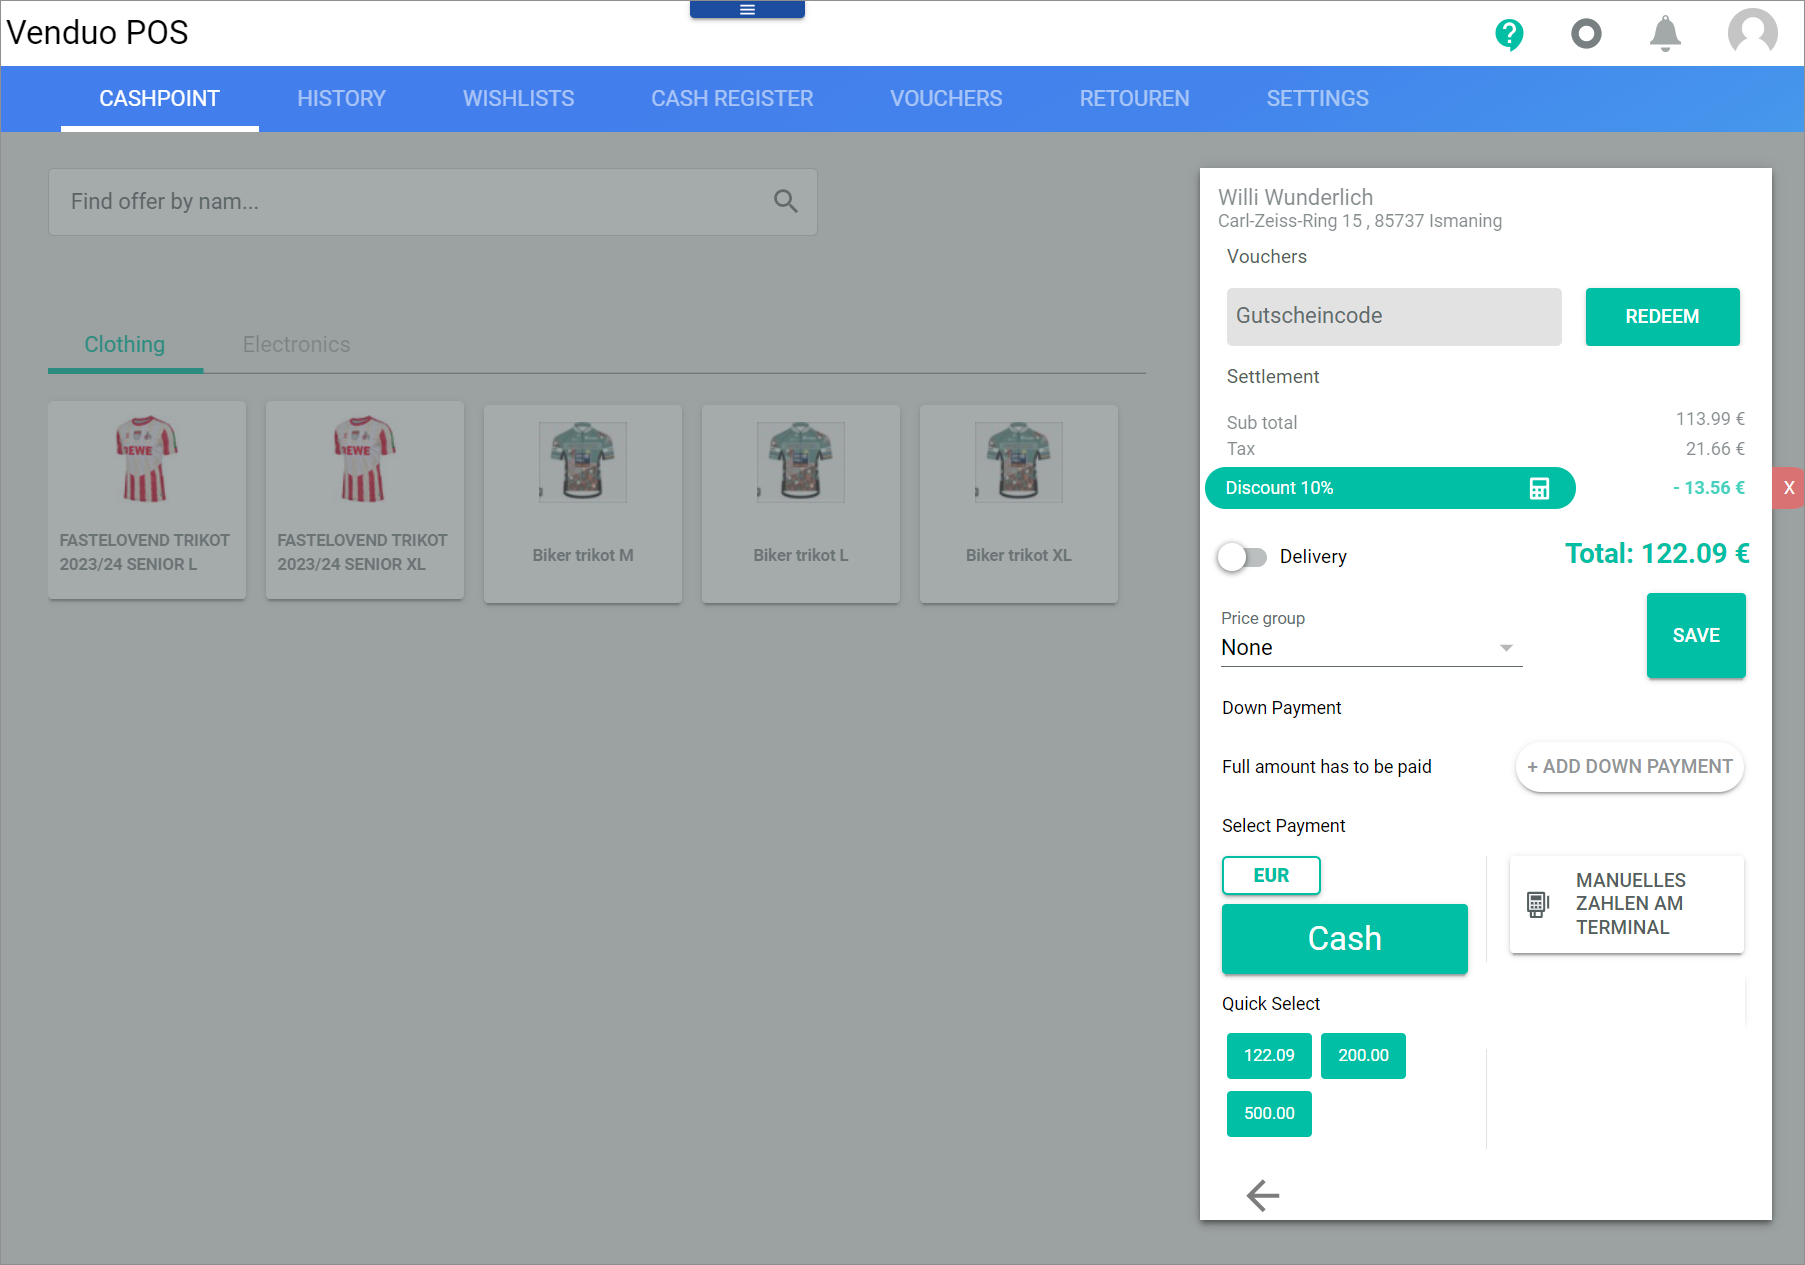 Venduo POS
CASHPOINT HISTORY WISHLISTS CASH REGISTER VOUCHERS RETOUREN SETTINGS
Find offer by nam...
Clothing Electronics
REWE
REWE
FASTELOVEND TRIKOT
2023/24 SENIOR L
FASTELOVEND TRIKOT
2023/24 SENIOR XL
Biker trikot M
Biker trikot L
Biker trikot XL
Willi Wunderlich
Carl-Zeiss-Ring 15 , 85737 Ismaning
Vouchers
Gutscheincode
REDEEM
Settlement
Sub total 113.99 €
Tax 21.66 €
Discount 10% - 13.56 € X
Delivery Total: 122.09 €
Price group
None
SAVE
Down Payment
Full amount has to be paid + ADD DOWN PAYMENT
Select Payment
EUR
Cash
MANUELLES
ZAHLEN AM
TERMINAL
Quick Select
122.09 200.00
500.00